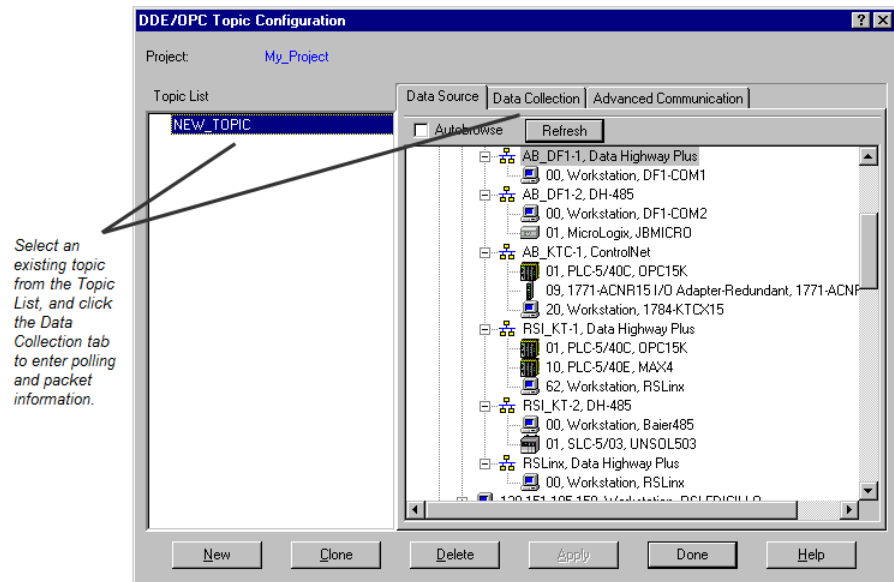 DDE/OPC Topic Configuration
Project: My_Project
Topic List
NEW_TOPIC
Select an
existing topic
from the Topic
List, and click
the Data
Collection tab
to enter polling
and packet
information.
Data Source Data Collection Advanced Communication
Autobrowse Refresh
AB_DF1-1, Data Highway Plus
00, Workstation, DF1-COM1
AB_DF1-2, DH-485
00, Workstation, DF1-COM2
01, MicroLogix, JBMICRO
AB_KTC-1, ControlNet
01, PLC-5/40C, OPC15K
09, 1771-ACNR15 I/O Adapter-Redundant, 1771-ACNF
20, Workstation, 1784-KTCX15
RSI_KT-1, Data Highway Plus
01, PLC-5/40C, OPC15K
10, PLC-5/40E, MAX4
62, Workstation, RSLinx
RSI_KT-2, DH-485
00, Workstation, Baier485
01, SLC-5/03, UNSOL503
RSLinx, Data Highway Plus
00, Workstation, RSLinx
New Clone Delete Apply Done Help